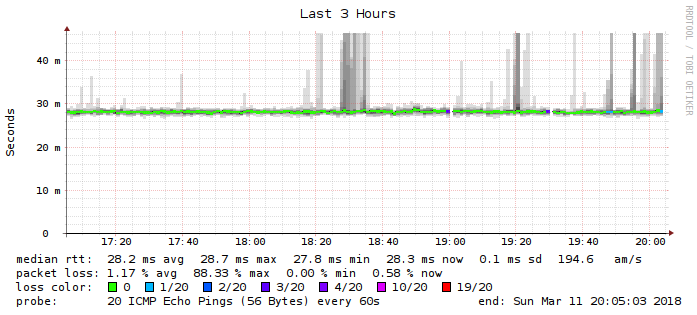 Last 3 Hours
RRDTOOL / TOBI OETIKER
Seconds
40 m
30 m
20 m
10 m
0
17:20 17:40 18:00 18:20 18:40 19:00 19:20 19:40 20:00
median rtt: 28.2 ms avg 28.7 ms max 27.8 ms min 28.3 ms now 0.1 ms sd 194.6 am/s
packet loss: 1.17 % avg 88.33 % max 0.00 % min 0.58 % now
loss color: 0 1/20 2/20 3/20 4/20 10/20 19/20
probe: 20 ICMP Echo Pings (56 Bytes) every 60s end: Sun Mar 11 20:05:03 2018